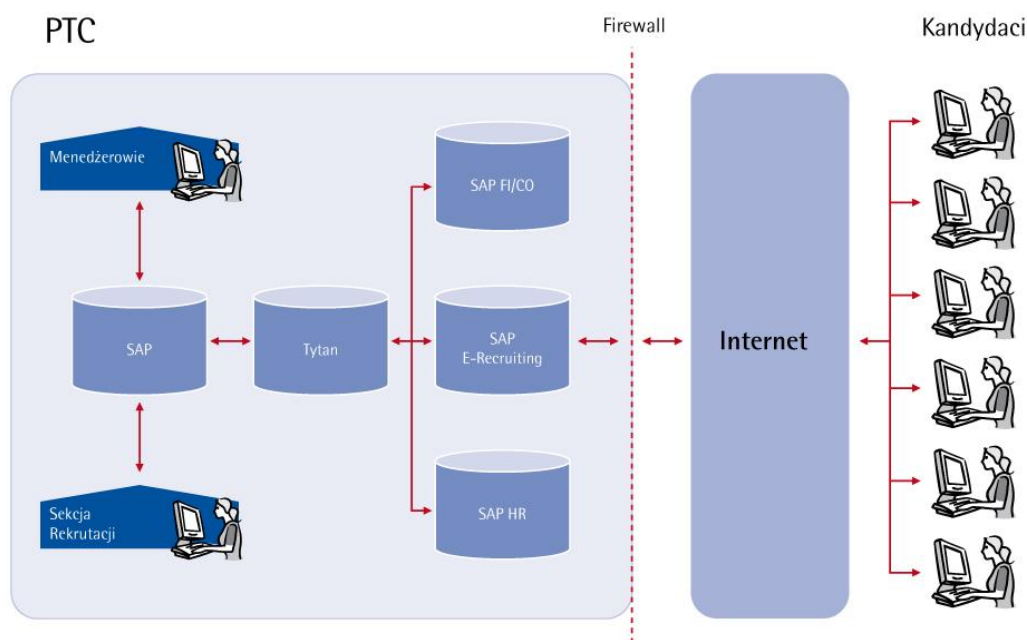 PTC
Firewall
Kandydaci
Menedżerowie
SAP FI/CO
SAP
Tytan
SAP
E-Recruiting
Internet
Sekcja
Rekrutacji
SAP HR